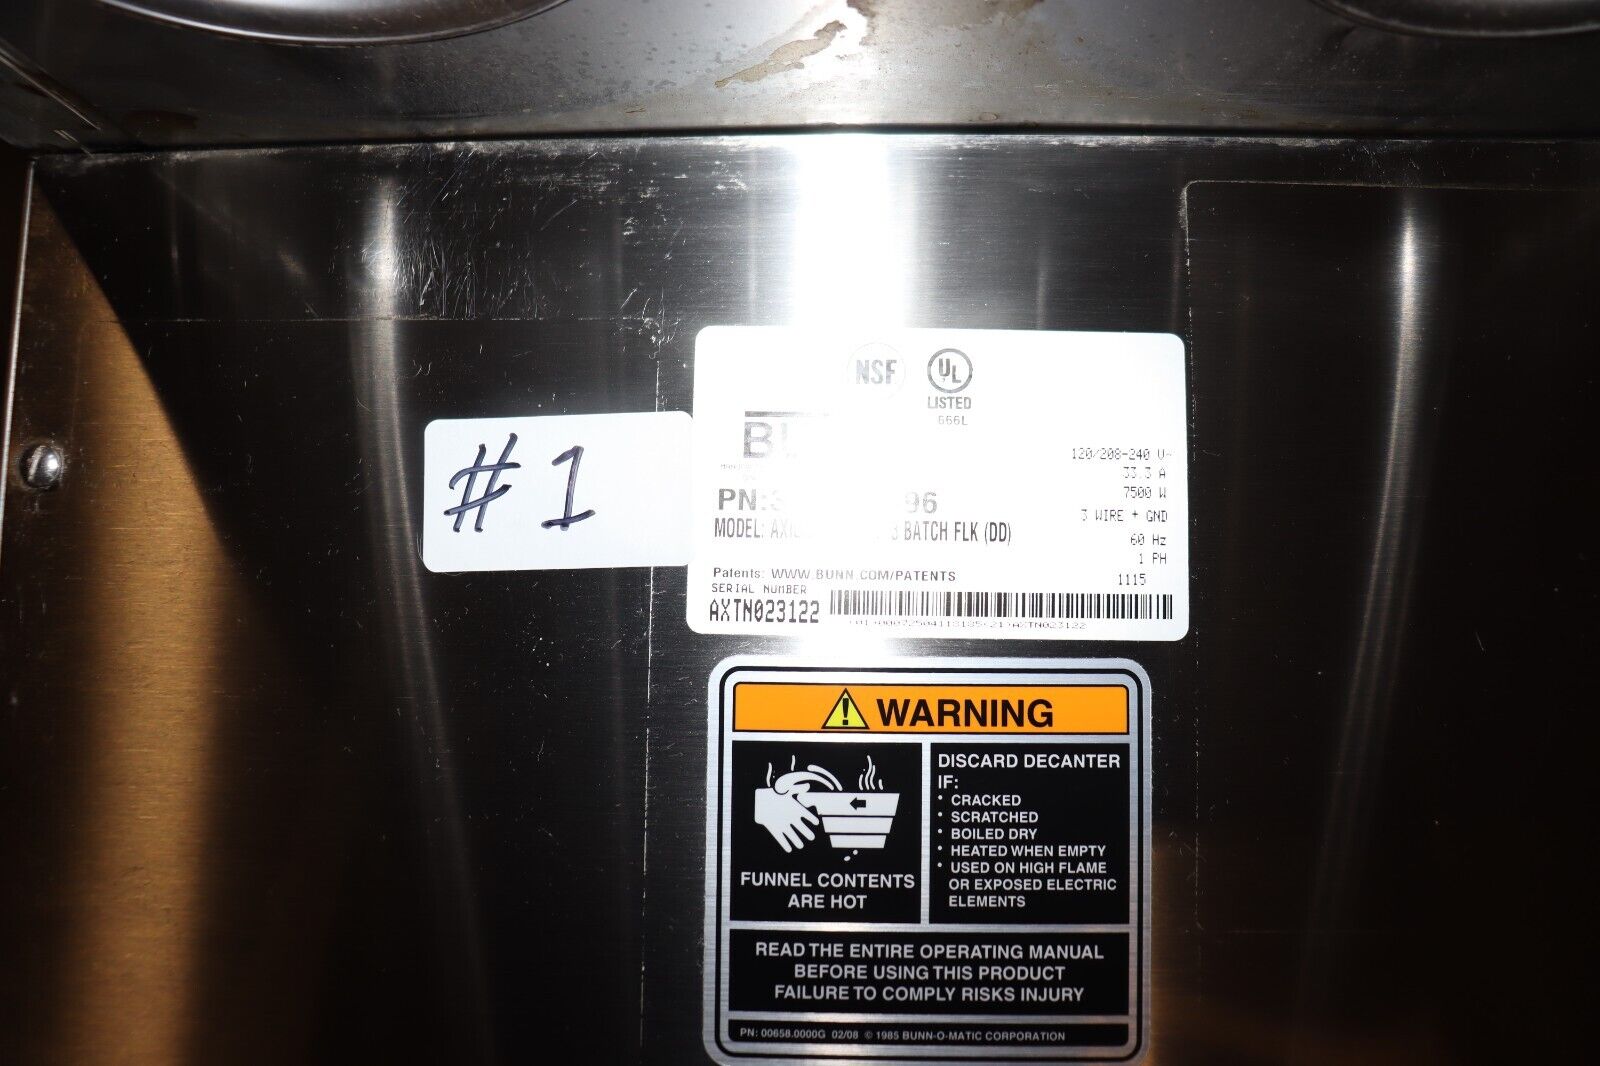 #1
NSF
UL
LISTED
666L
120/208-240 V~
33.3 A
7500 W
3 WIRE + GND
60 Hz
1 PH
1115
PN:
96
MODEL:
BATCH FLK (DD)
Patents: WWW.BUNN.COM/PATENTS
SERIAL NUMBER
AXTN023122
WARNING
FUNNEL CONTENTS
ARE HOT
DISCARD DECANTER
IF:
• CRACKED
• SCRATCHED
• BOILED DRY
• HEATED WHEN EMPTY
• USED ON HIGH FLAME
OR EXPOSED ELECTRIC
ELEMENTS
READ THE ENTIRE OPERATING MANUAL
BEFORE USING THIS PRODUCT
FAILURE TO COMPLY RISKS INJURY
PN: 00658.0000G 02/08 © 1985 BUNN-O-MATIC CORPORATION